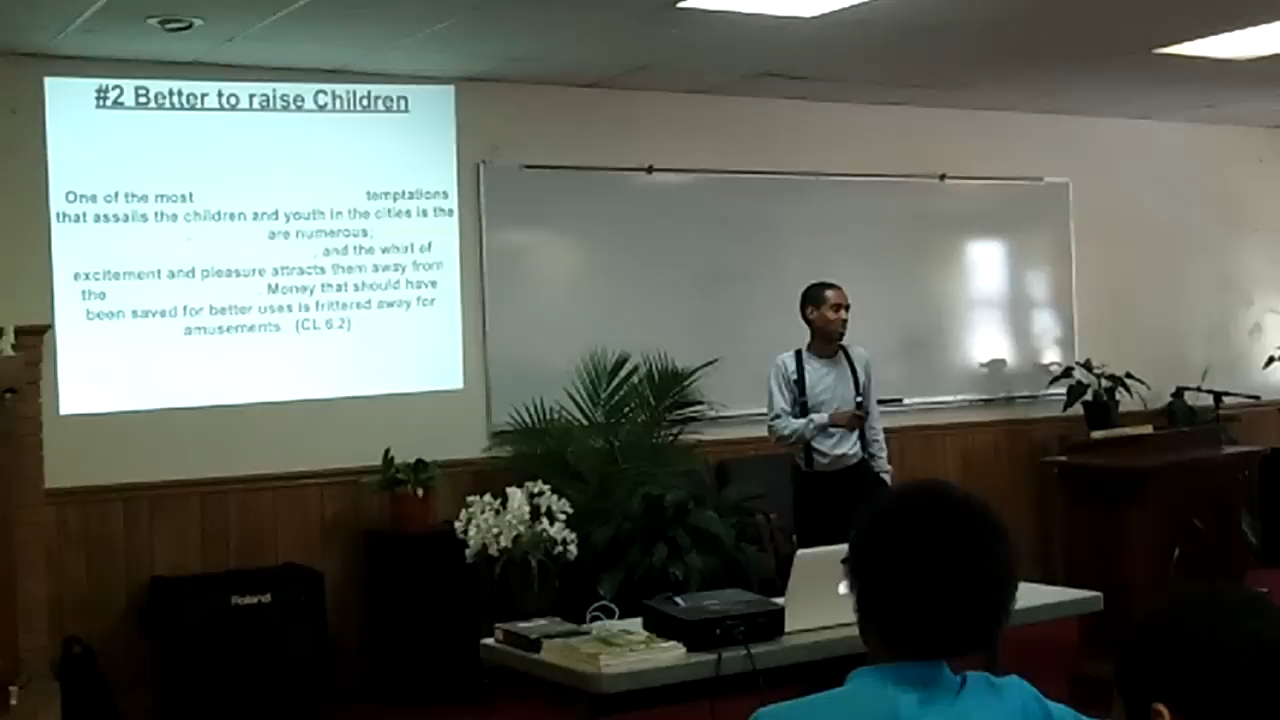 #2 Better to raise Children
One of the most temptations
that assails the children and youth in the cities is the
are numerous;
, and the whirl of
excitement and pleasure attracts them away from
the . Money that should have
been saved for better uses is frittered away for
amusements. (CL 6.2)
Roland